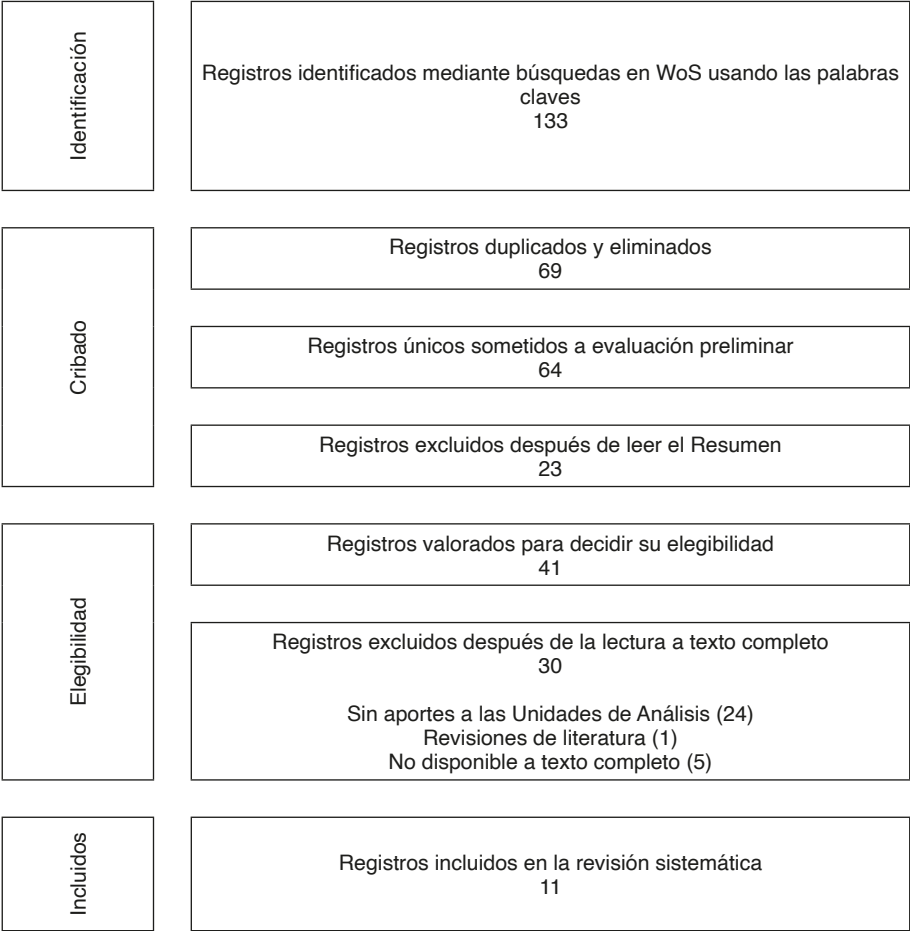 Identificación
Registros identificados mediante búsquedas en WoS usando las palabras
claves
133
Cribado
Registros duplicados y eliminados
69
Registros únicos sometidos a evaluación preliminar
64
Registros excluidos después de leer el Resumen
23
Elegibilidad
Registros valorados para decidir su elegibilidad
41
Registros excluidos después de la lectura a texto completo
30
Sin aportes a las Unidades de Análisis (24)
Revisiones de literatura (1)
No disponible a texto completo (5)
Incluidos
Registros incluidos en la revisión sistemática
11